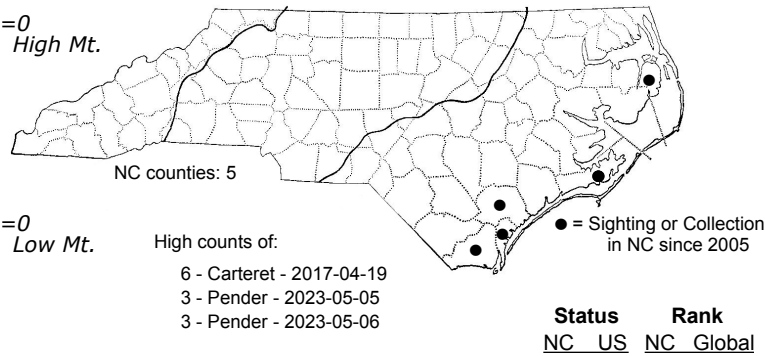 =0
High Mt.
NC counties: 5
=0
Low Mt.
High counts of:
6 - Carteret - 2017-04-19
3 - Pender - 2023-05-05
3 - Pender - 2023-05-06
● = Sighting or Collection
in NC since 2005
Status Rank
NC US NC Global